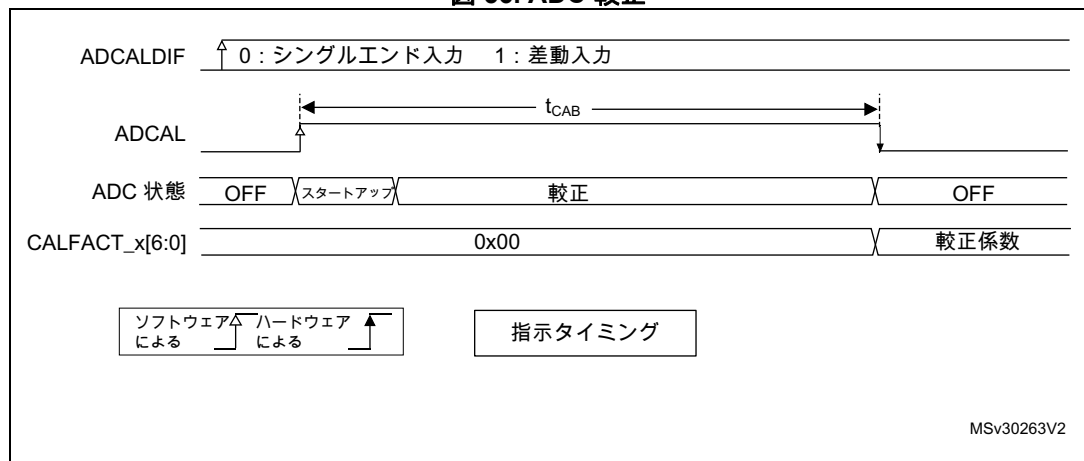 ADCALDIF 0：シングルエンド入力 1：差動入力
tCAB
ADCAL
ADC 状態 OFF スタートアップ 較正 OFF
CALFACT_x[6:0] 0x00 較正係数
ソフトウェア ハードウェア
による による
指示タイミング
MSv30263V2